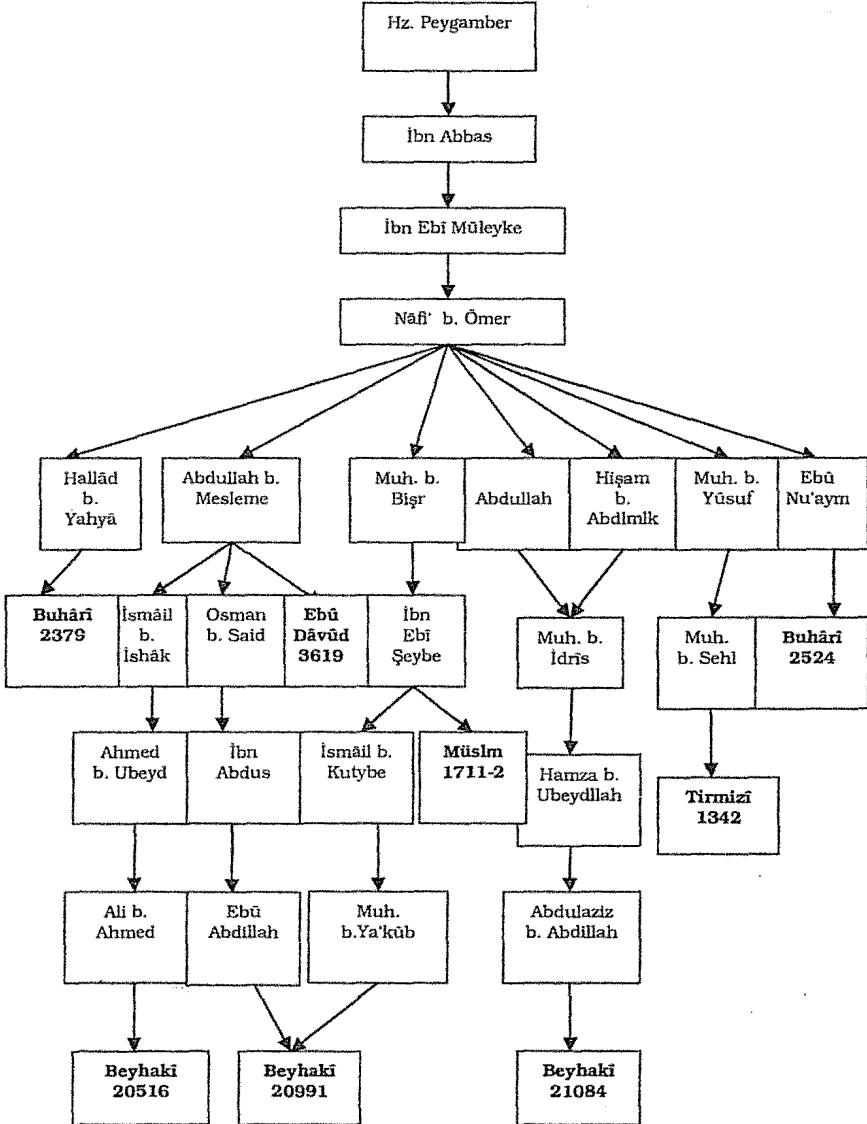 Hz. Peygamber
İbn Abbas
İbn Ebî Müleyke
Nâfi' b. Ömer
Hallâd
b.
Yahyâ
Abdullah b.
Mesleme
Muh. b.
Bişr
Abdullah
Hişam
b.
Abdlmlk
Muh. b.
Yûsuf
Ebû
Nu'aym
Buhârî
2379
İsmâil
b.
İshâk
Osman
b. Said
Ebû
Dâvûd
3619
İbn
Ebî
Şeybe
Muh. b.
İdrîs
Muh.
b. Sehl
Buhârî
2524
Ahmed
b. Ubeyd
İbn
Abdus
İsmâil b.
Kutybe
Müslm
1711-2
Hamza b.
Ubeydllah
Tirmizî
1342
Ali b.
Ahmed
Ebû
Abdillah
Muh.
b.Ya'kûb
Abdulaziz
b. Abdillah
Beyhakî
20516
Beyhakî
20991
Beyhakî
21084